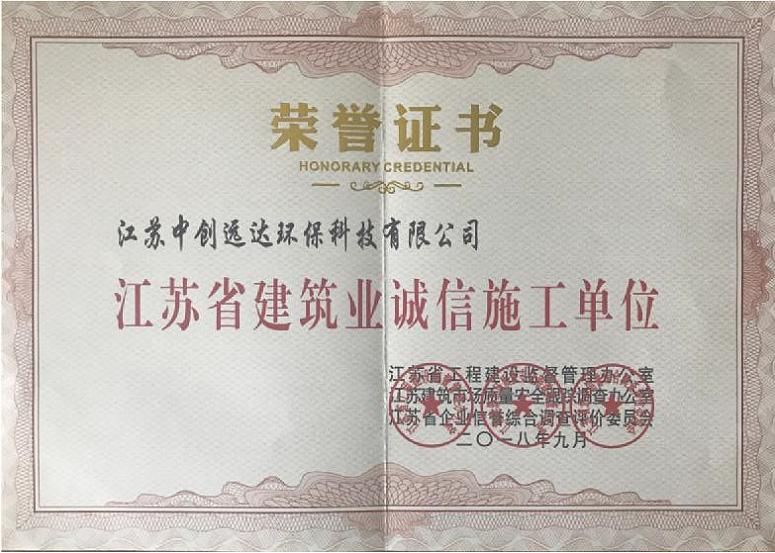 荣誉证书
HONORARY CREDENTIAL
江苏中创远达环保科技有限公司
江苏省建筑业诚信施工单位
江苏省工程建设监督管理办公室
江苏建筑市场质量安全跟踪调查办公室
江苏省企业信誉综合调查评价委员会
二〇一八年九月